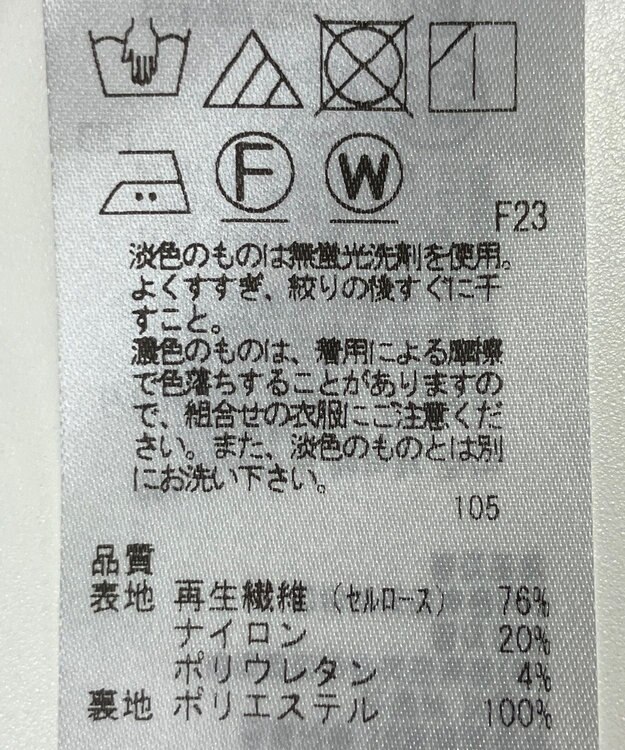 F W
F23
淡色のものは無蛍光洗剤を使用。
よくすすぎ、絞りの後すぐに干
すこと。
濃色のものは、着用による摩擦
で色落ちすることがありますの
で、組合せの衣服にご注意くだ
さい。また、淡色のものとは別
にお洗い下さい。
105
品質
表地 再生繊維（セルロース） 76%
ナイロン 20%
ポリウレタン 4%
裏地 ポリエステル 100%